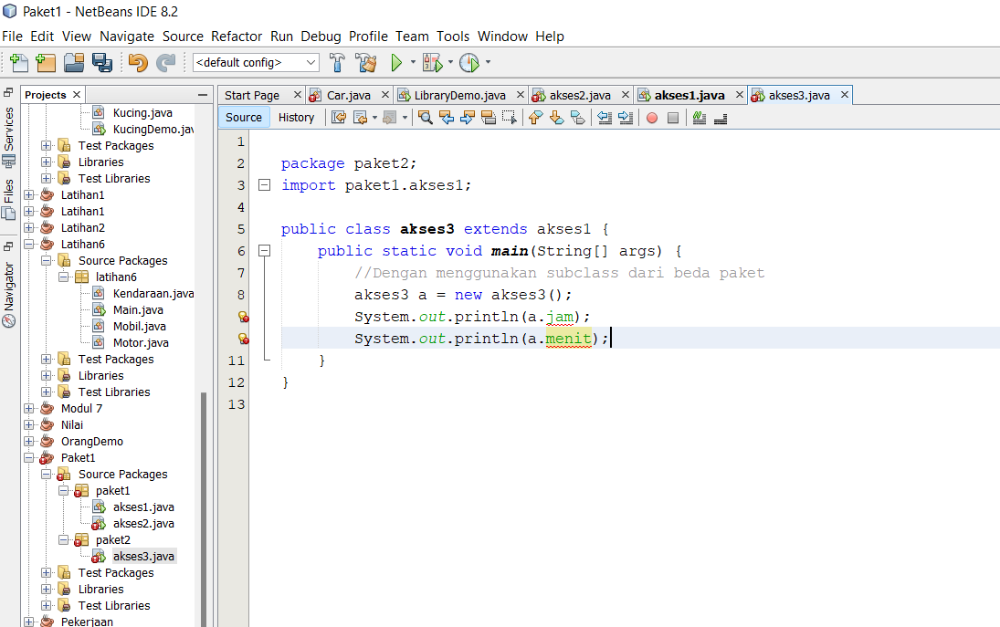 Paket1 - NetBeans IDE 8.2
File Edit View Navigate Source Refactor Run Debug Profile Team Tools Window Help
<default config>
Projects
Services
Files
Navigator
Kucing.java
KucingDemo.jav
Test Packages
Libraries
Test Libraries
Latihan1
Latihan1
Latihan2
Latihan6
Source Packages
latihan6
Kendaraan.java
Main.java
Mobil.java
Motor.java
Test Packages
Libraries
Test Libraries
Modul 7
Nilai
OrangDemo
Paket1
Source Packages
paket1
akses1.java
akses2.java
paket2
akses3.java
Test Packages
Libraries
Test Libraries
Pekerjaan
Start Page Car.java LibraryDemo.java akses2.java akses1.java akses3.java
Source History
1
2 package paket2;
3 import paket1.akses1;
4
5 public class akses3 extends akses1 {
6 public static void main(String[] args) {
7 //Dengan menggunakan subclass dari beda paket
8 akses3 a = new akses3();
System.out.println(a.jam);
System.out.println(a.menit);
11 }
12 }
13